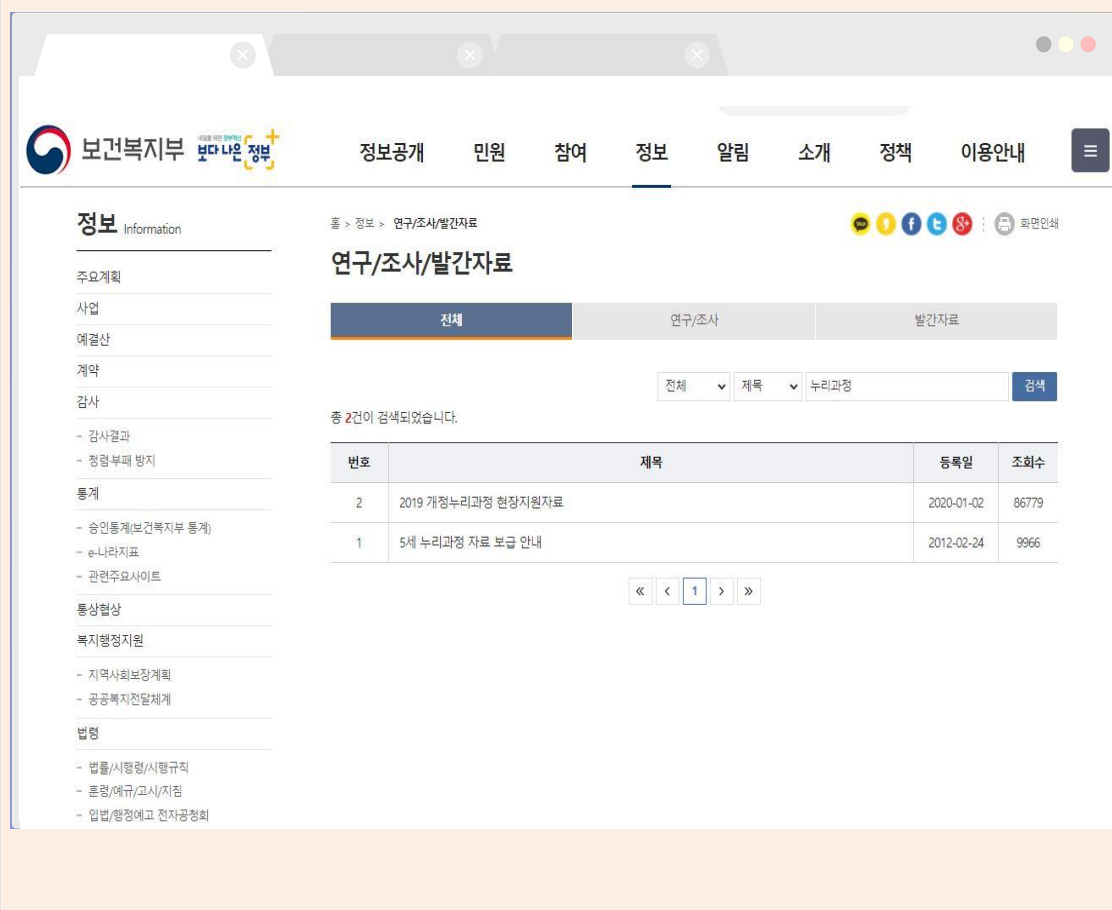 보건복지부 내일을 위한 정부혁신 보다나은 정부
정보공개 민원 참여 정보 알림 소개 정책 이용안내
정보 Information
주요계획
사업
예결산
계약
감사
- 감사결과
- 청렴·부패 방지
통계
- 승인통계(보건복지부 통계)
- e-나라지표
- 관련주요사이트
통상협상
복지행정지원
- 지역사회보장계획
- 공공복지전달체계
법령
- 법률/시행령/시행규칙
- 훈령/예규/고시/지침
- 입법/행정예고 전자공청회
홈 > 정보 > 연구/조사/발간자료
화면인쇄
연구/조사/발간자료
전체 연구/조사 발간자료
전체 제목 누리과정 검색
총 2건이 검색되었습니다.
번호 제목 등록일 조회수
2 2019 개정누리과정 현장지원자료 2020-01-02 86779
1 5세 누리과정 자료 보급 안내 2012-02-24 9966
« < 1 > »